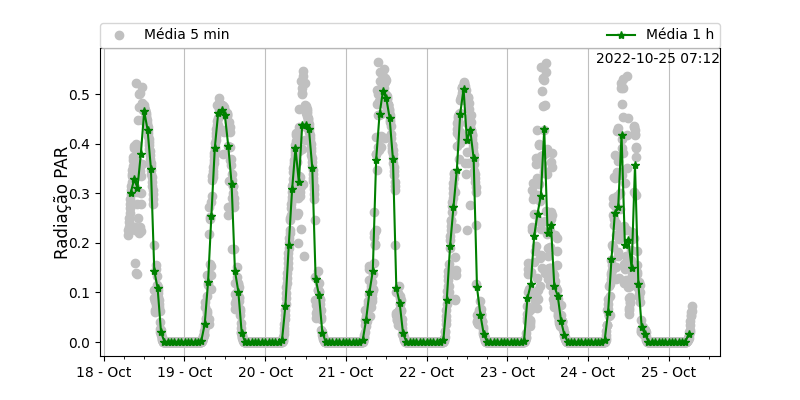 Média 5 min
Média 1 h
2022-10-25 07:12
Radiação PAR
0.5
0.4
0.3
0.2
0.1
0.0
18 - Oct
19 - Oct
20 - Oct
21 - Oct
22 - Oct
23 - Oct
24 - Oct
25 - Oct